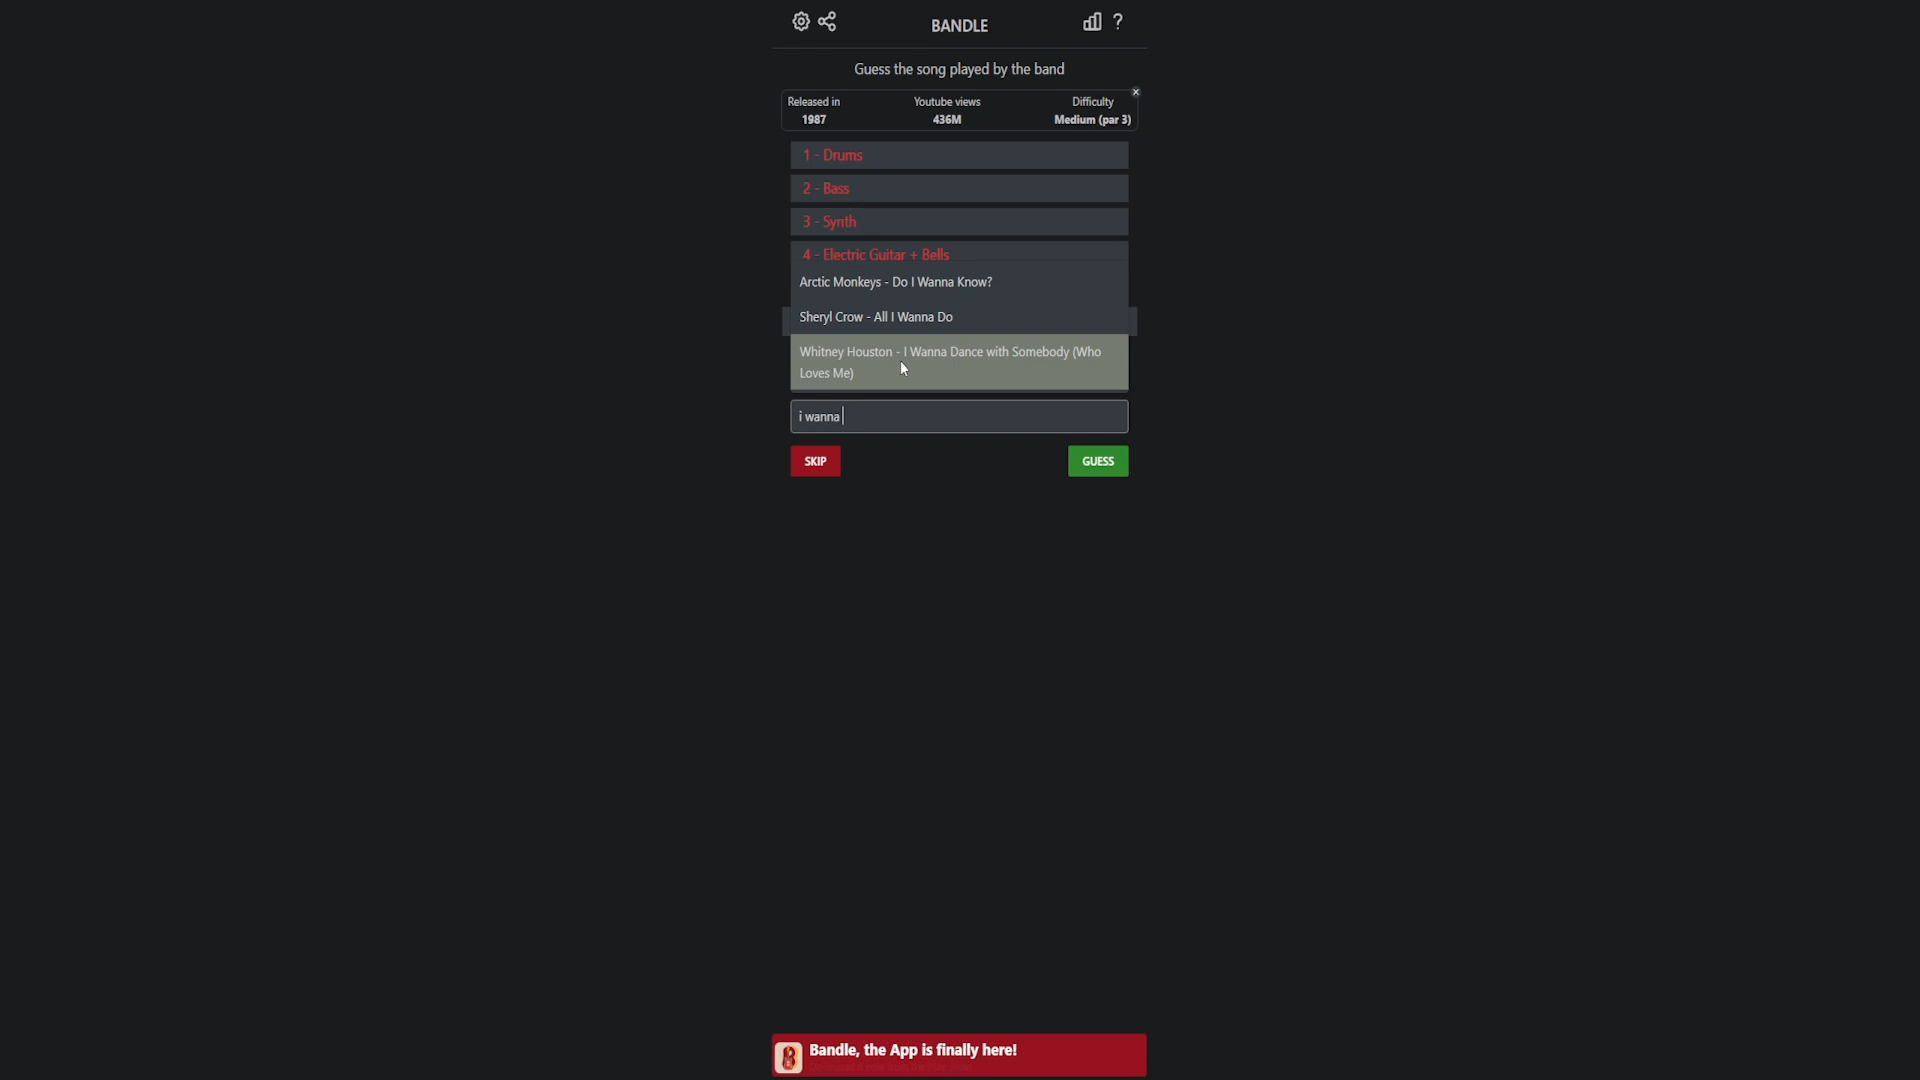 BANDLE
?
Guess the song played by the band
Released in
1987
Youtube views
436M
Difficulty
Medium (par 3)
1 - Drums
2 - Bass
3 - Synth
4 - Electric Guitar + Bells
Arctic Monkeys - Do I Wanna Know?
Sheryl Crow - All I Wanna Do
Whitney Houston - I Wanna Dance with Somebody (Who
Loves Me)
i wanna
SKIP
GUESS
Bandle, the App is finally here!